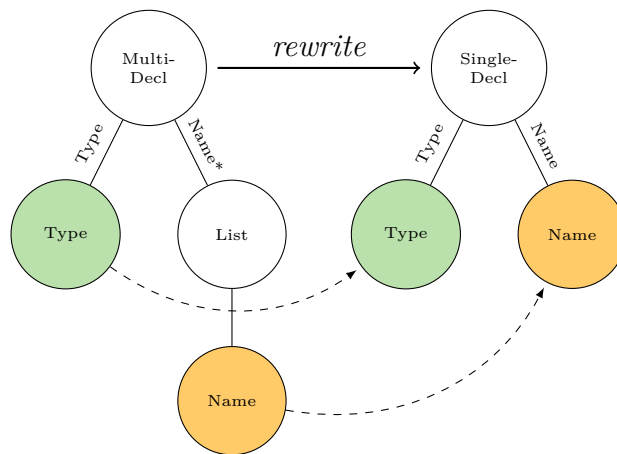 rewrite
Multi-
Decl
Single-
Decl
Type
Name*
Type
Name
Type
List
Type
Name
Name